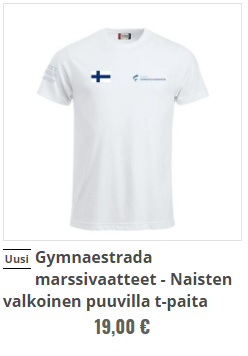 Uusi Gymnaestrada
marssivaatteet - Naisten
valkoinen puuvilla t-paita
19,00 €